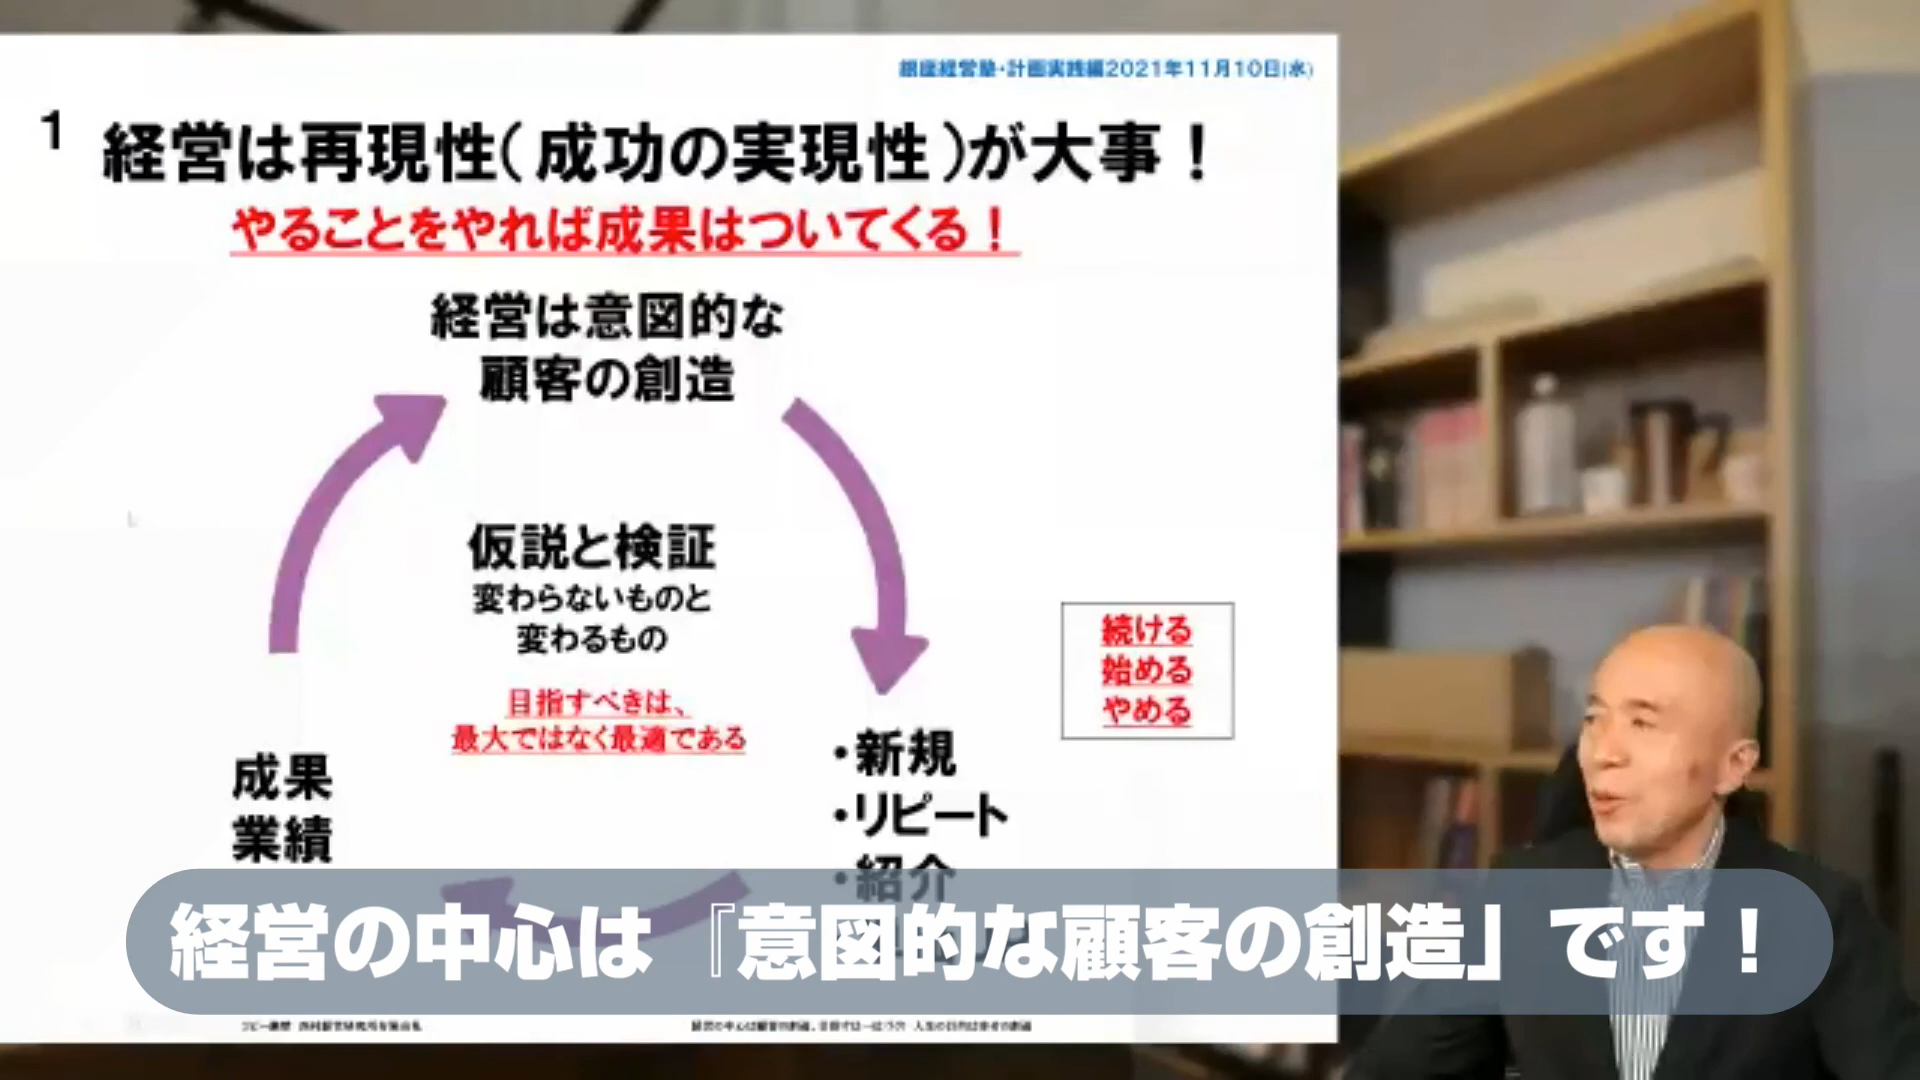 銀座経営塾・計画実践編2021年11月10日(水)
1 経営は再現性(成功の実現性)が大事！
やることをやれば成果はついてくる！
経営は意図的な
顧客の創造
仮説と検証
変わらないものと
変わるもの
目指すべきは、
最大ではなく最適である
続ける
始める
やめる
・新規
・リピート
・紹介
成果
業績
経営の中心は『意図的な顧客の創造」です！